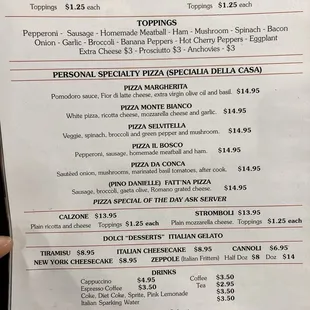 Toppings $1.25 each Toppings $1.25 each
TOPPINGS
Pepperoni - Sausage - Homemade Meatball - Ham - Mushroom - Spinach - Bacon
Onion - Garlic - Broccoli - Banana Peppers - Hot Cherry Peppers - Eggplant
Extra Cheese $3 - Prosciutto $3 - Anchovies - $3
PERSONAL SPECIALTY PIZZA (SPECIALIA DELLA CASA)
PIZZA MARGHERITA
Pomodoro sauce, Fior di latte cheese, extra virgin olive oil and basil. $14.95
PIZZA MONTE BIANCO
White pizza, ricotta cheese, mozzarella cheese and garlic. $14.95
PIZZA SELVITELLA
Veggie, spinach, broccoli and green pepper and mushroom. $14.95
PIZZA IL BOSCO
Pepperoni, sausage, homemade meatball and ham. $14.95
PIZZA DA CONCA
Sautéed onion, mushrooms, marinated basil tomatoes, after cook. $14.95
(PINO DANIELLE) FATT'NA PIZZA
Sausage, broccoli, gaeta olive, Romano grated cheese. $14.95
PIZZA SPECIAL OF THE DAY ASK SERVER
CALZONE $13.95 STROMBOLI $13.95
Plain ricotta and cheese Toppings $1.25 each Plain mozzarella cheese. Toppings $1.25 each
DOLCI "DESSERTS" ITALIAN GELATO
TIRAMISU $8.95 ITALIAN CHEESECAKE $8.95 CANNOLI $6.95
NEW YORK CHEESECAKE $8.95 ZEPPOLE (Italian Fritters) Half Doz $8 Doz $14
DRINKS
Cappuccino $4.95 Coffee $3.50
Espresso Coffee $3.50 Tea $2.95
Coke, Diet Coke, Sprite, Pink Lemonade $3.50
Italian Sparkling Water $3.50